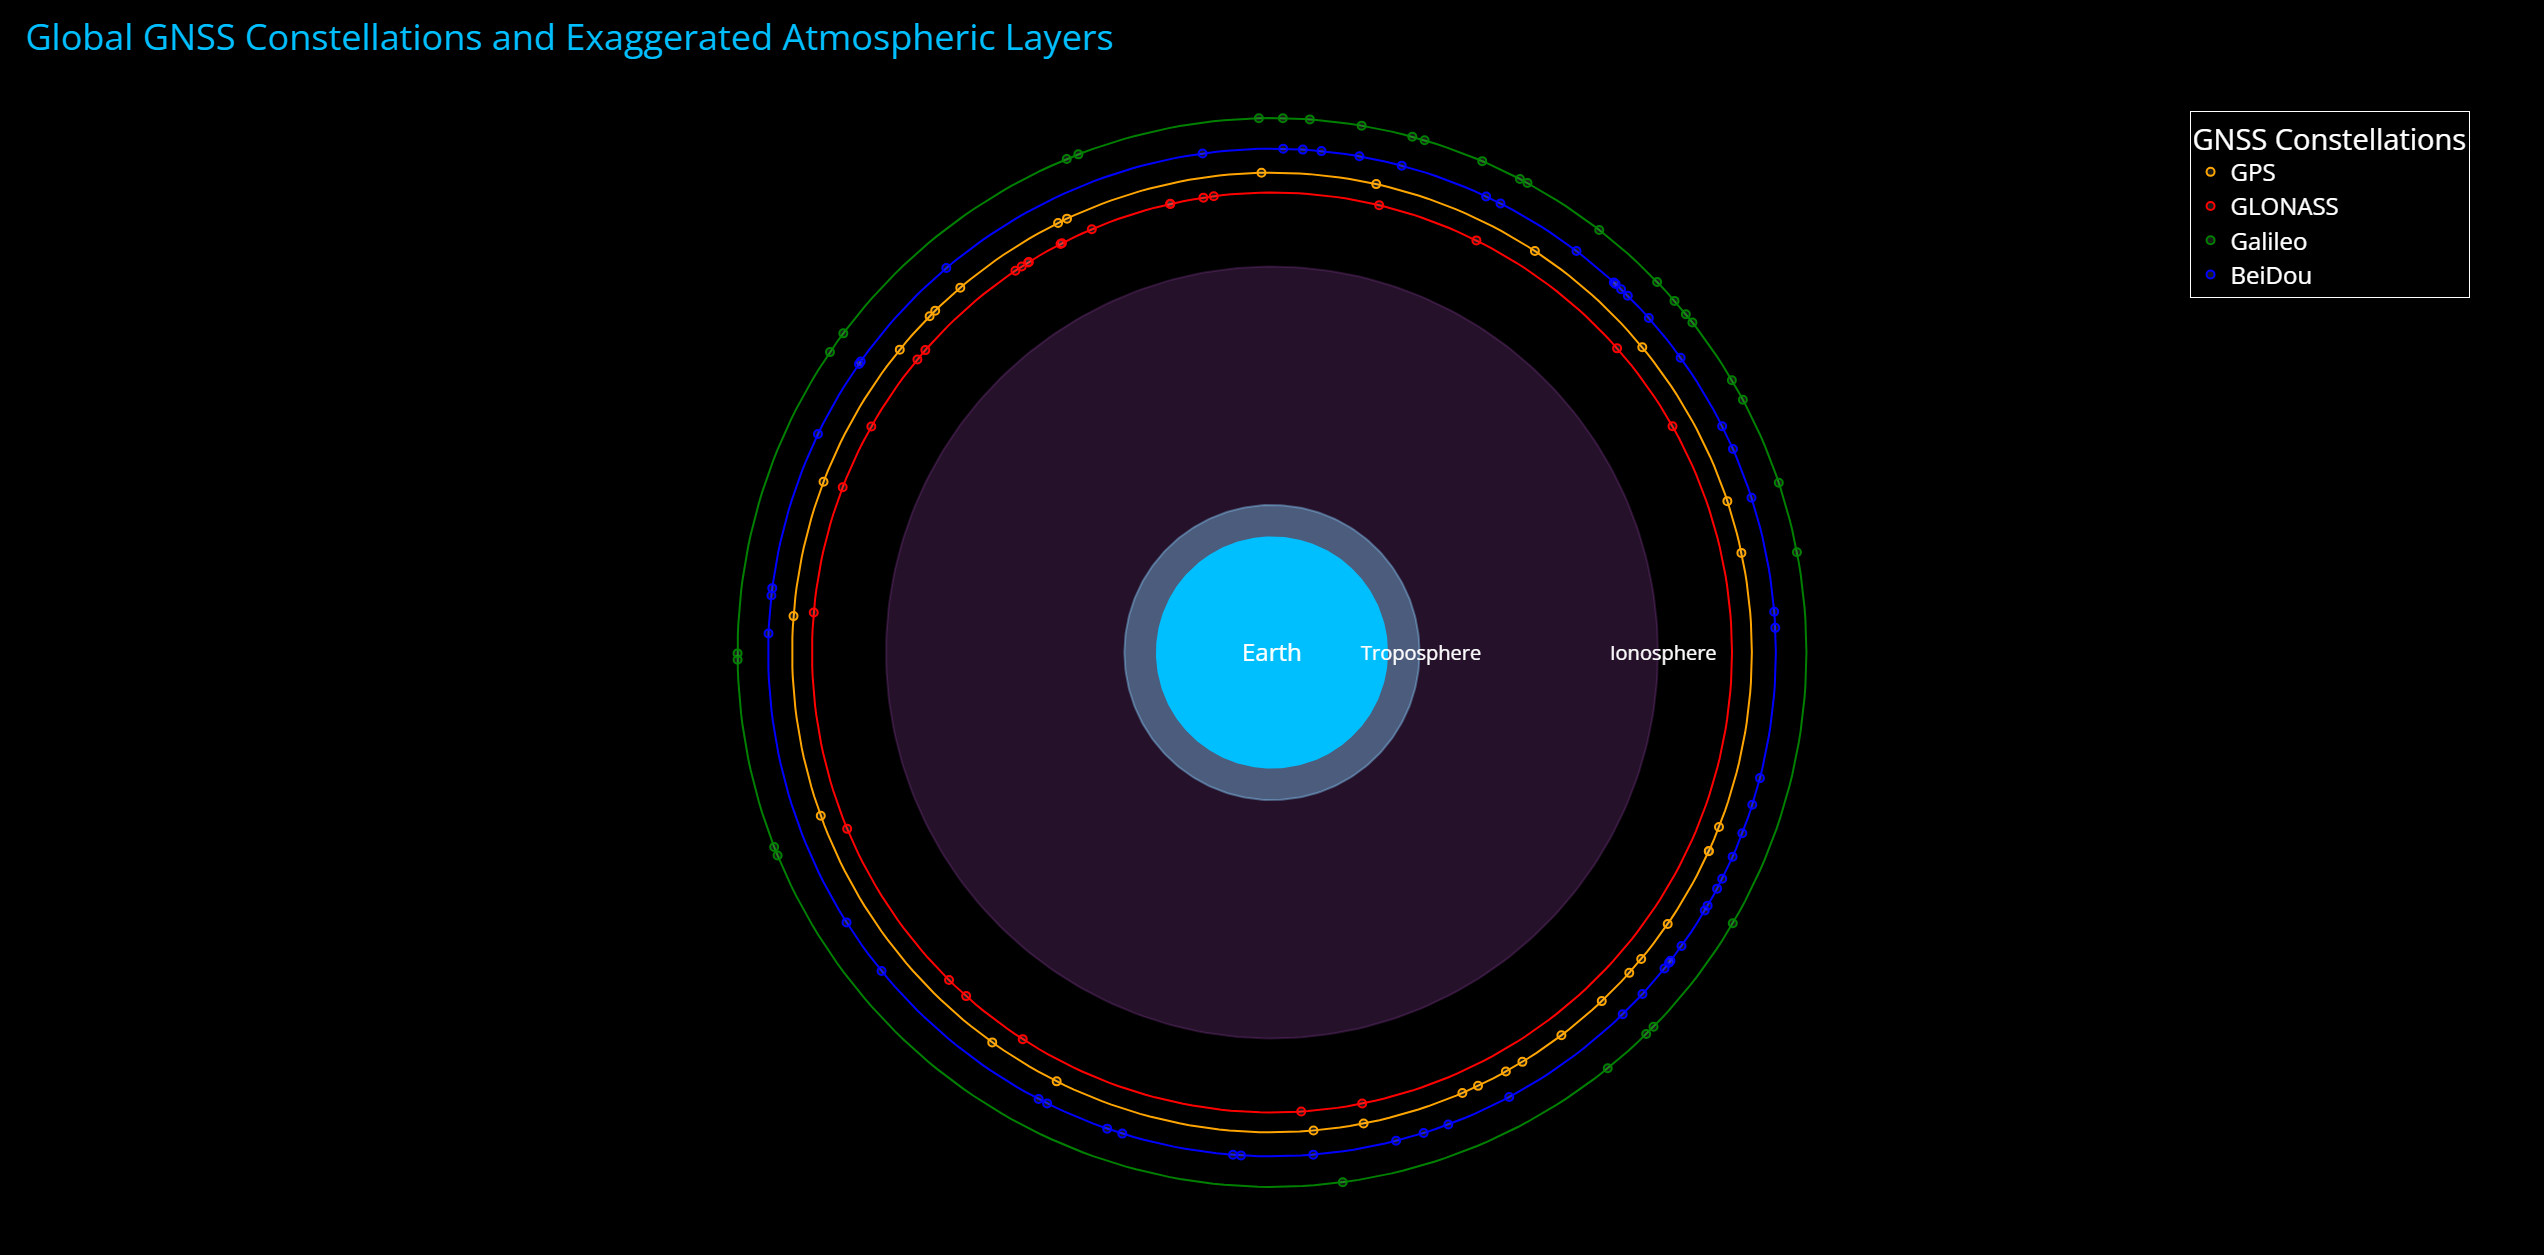 Global GNSS Constellations and Exaggerated Atmospheric Layers
GNSS Constellations
GPS
GLONASS
Galileo
BeiDou
Earth
Troposphere
Ionosphere